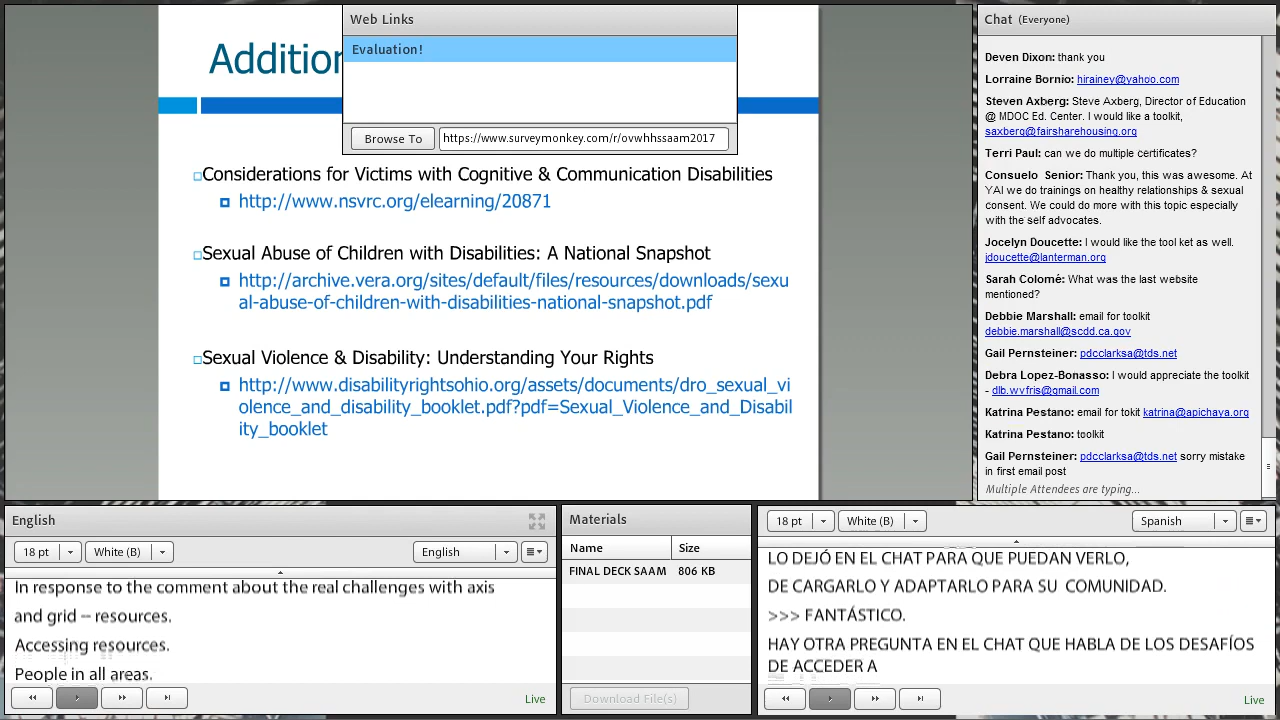 Addition
Web Links
Evaluation!
Browse To
https://www.surveymonkey.com/r/ovwhhssaam2017
Considerations for Victims with Cognitive & Communication Disabilities
http://www.nsvrc.org/elearning/20871
Sexual Abuse of Children with Disabilities: A National Snapshot
http://archive.vera.org/sites/default/files/resources/downloads/sexu
al-abuse-of-children-with-disabilities-national-snapshot.pdf
Sexual Violence & Disability: Understanding Your Rights
http://www.disabilityrightsohio.org/assets/documents/dro_sexual_vi
olence_and_disability_booklet.pdf?pdf=Sexual_Violence_and_Disabil
ity_booklet
Chat (Everyone)
Deven Dixon: thank you
Lorraine Bornio: hirainev@yahoo.com
Steven Axberg: Steve Axberg, Director of Education
@ MDOC Ed. Center. I would like a toolkit,
saxberg@fairsharehousing.org
Terri Paul: can we do multiple certificates?
Consuelo Senior: Thank you, this was awesome. At
YAI we do trainings on healthy relationships & sexual
consent. We could do more with this topic especially
with the self advocates.
Jocelyn Doucette: I would like the tool ket as well.
jdoucette@lanterman.org
Sarah Colomé: What was the last website
mentioned?
Debbie Marshall: email for toolkit
debbie.marshall@scdd.ca.gov
Gail Pernsteiner: pdcclarksa@tds.net
Debra Lopez-Bonasso: I would appreciate the toolkit
- dlb.wvfris@gmail.com
Katrina Pestano: email for tokit katrina@apichaya.org
Katrina Pestano: toolkit
Gail Pernsteiner: pdcclarksa@tds.net sorry mistake
in first email post
Multiple Attendees are typing...
English
18 pt
White (B)
English
In response to the comment about the real challenges with axis
and grid -- resources.
Accessing resources.
People in all areas.
Live
Materials
Name Size
FINAL DECK SAAM 806 KB
Download File(s)
18 pt
White (B)
Spanish
LO DEJÓ EN EL CHAT PARA QUE PUEDAN VERLO,
DE CARGARLO Y ADAPTARLO PARA SU COMUNIDAD.
>>> FANTÁSTICO.
HAY OTRA PREGUNTA EN EL CHAT QUE HABLA DE LOS DESAFÍOS
DE ACCEDER A
Live